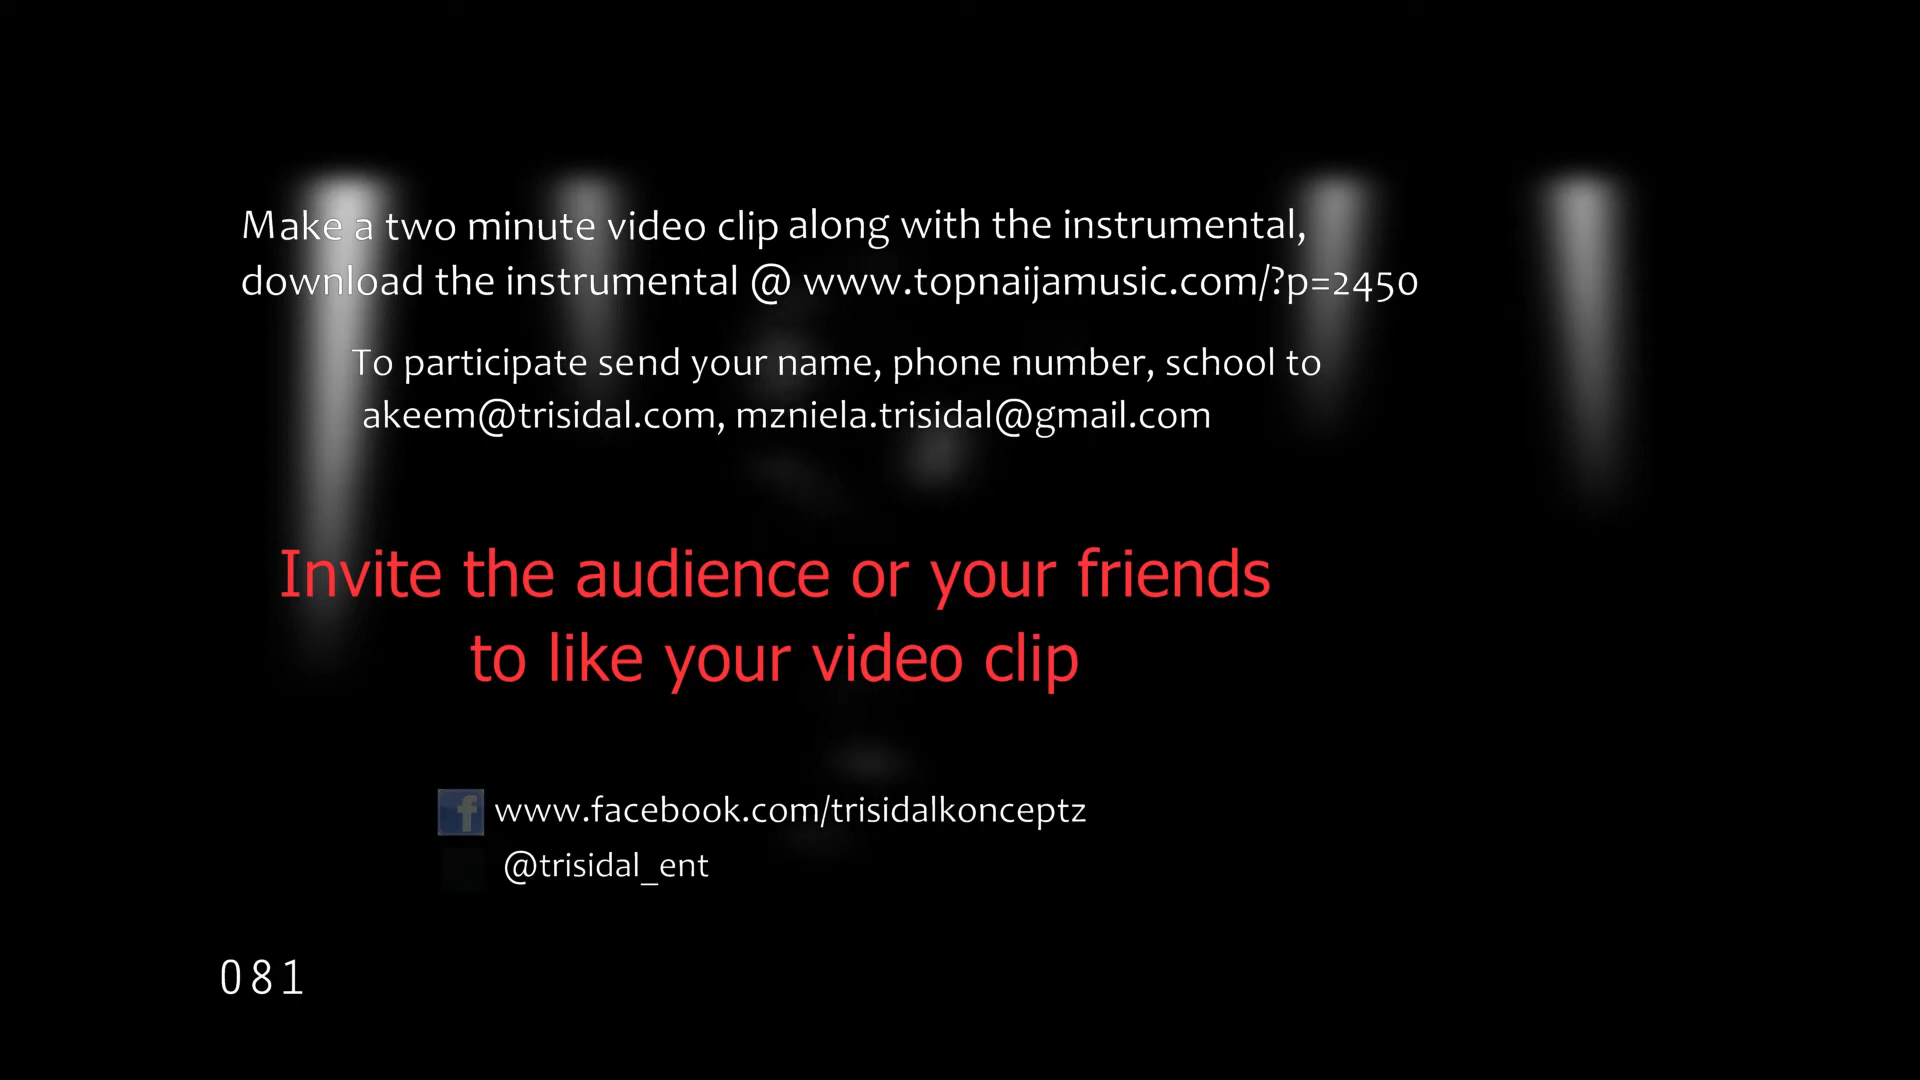 Make a two minute video clip along with the instrumental,
download the instrumental @ www.topnaijamusic.com/?p=2450
To participate send your name, phone number, school to
akeem@trisidal.com, mzniela.trisidal@gmail.com
Invite the audience or your friends
to like your video clip
f www.facebook.com/trisidalkonceptz
@trisidal_ent
081